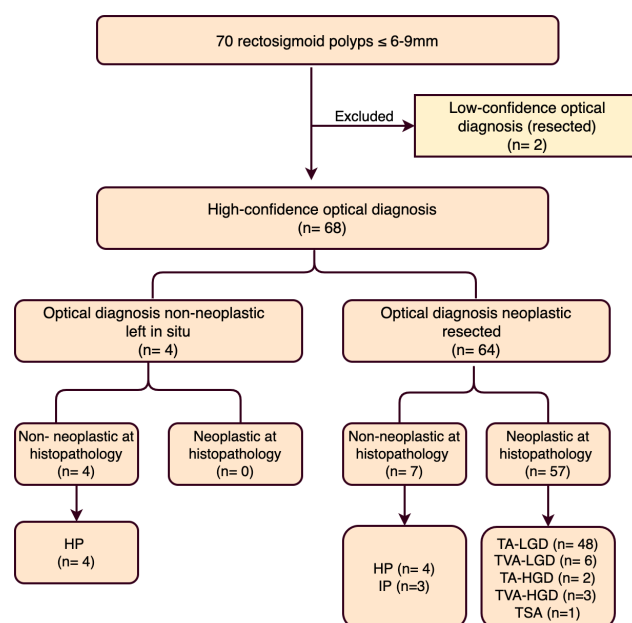 70 rectosigmoid polyps ≤ 6-9mm
Excluded
Low-confidence optical
diagnosis (resected)
(n= 2)
High-confidence optical diagnosis
(n= 68)
Optical diagnosis non-neoplastic
left in situ
(n= 4)
Optical diagnosis neoplastic
resected
(n= 64)
Non- neoplastic at
histopathology
(n= 4)
Neoplastic at
histopathology
(n= 0)
Non-neoplastic at
histopathology
(n= 7)
Neoplastic at
histopathology
(n= 57)
HP
(n= 4)
HP (n= 4)
IP (n=3)
TA-LGD (n= 48)
TVA-LGD (n= 6)
TA-HGD (n= 2)
TVA-HGD (n=3)
TSA (n=1)